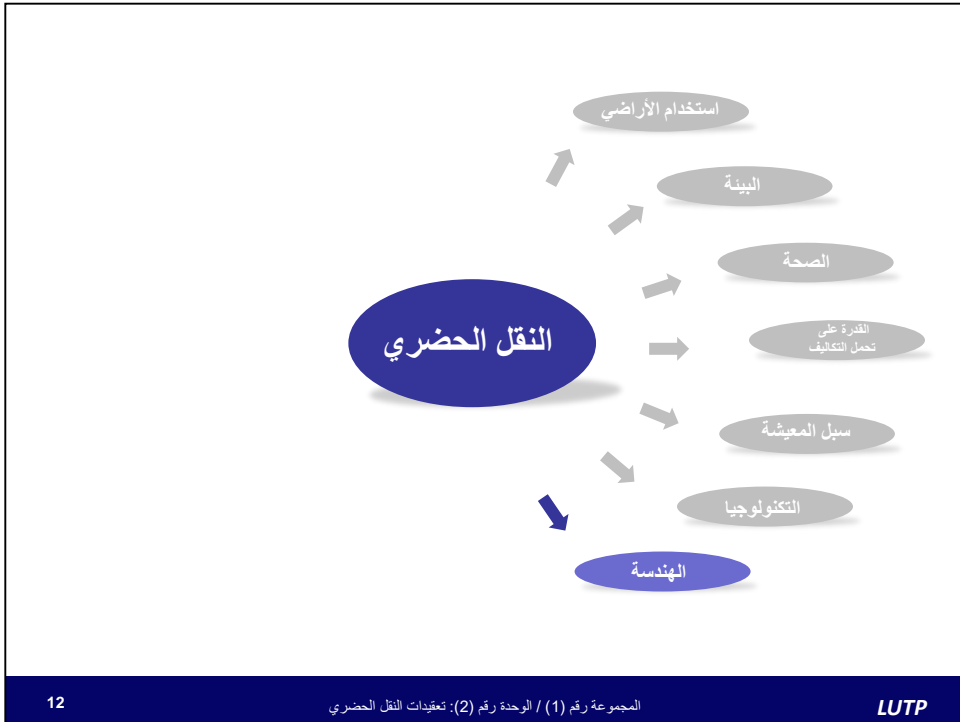 استخدام الأراضي
البيئة
الصحة
القدرة على
تحمل التكاليف
النقل الحضري
سبل المعيشة
التكنولوجيا
الهندسة
12
المجموعة رقم (1) / الوحدة رقم (2): تعقيدات النقل الحضري
LUTP